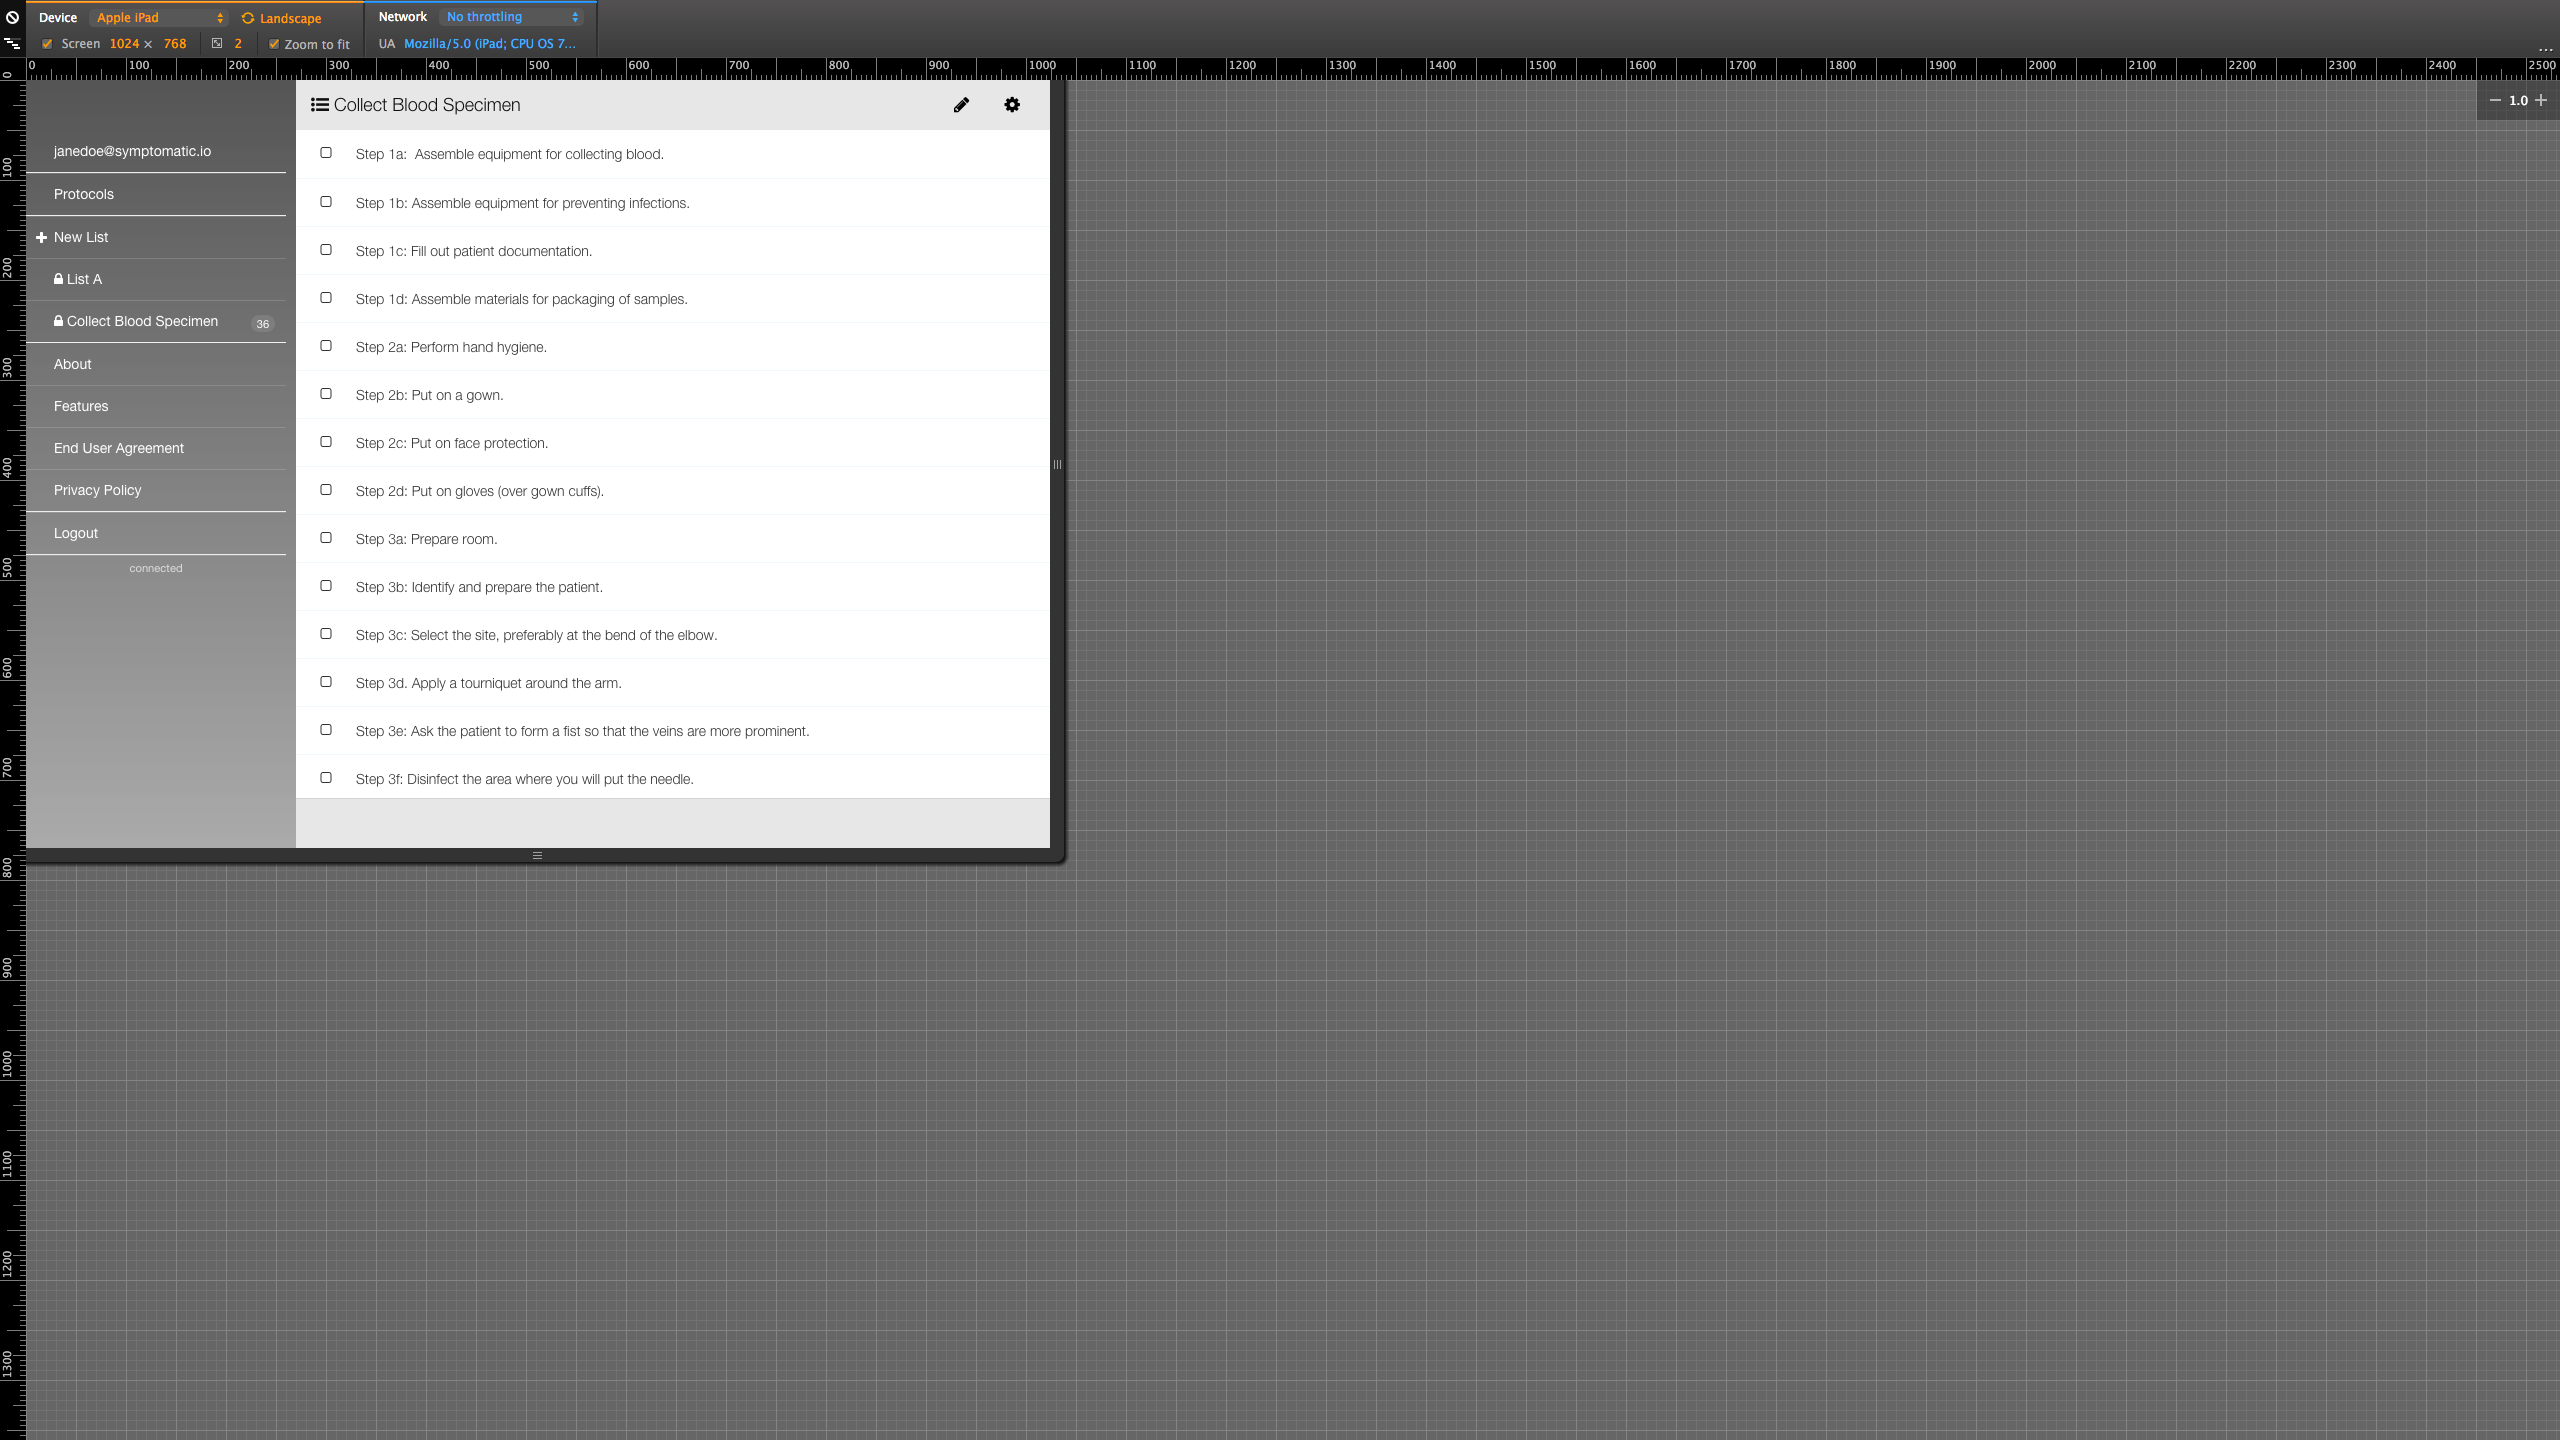 Device Apple iPad Landscape Network No throttling
Screen 1024 × 768 2 Zoom to fit UA Mozilla/5.0 (iPad; CPU OS 7...
...
0 100 200 300 400 500 600 700 800 900 1000 1100 1200 1300 1400 1500 1600 1700 1800 1900 2000 2100 2200 2300 2400 2500
0
100
200
300
400
500
600
700
800
900
1000
1100
1200
1300
1.0
janedoe@symptomatic.io
Protocols
New List
List A
Collect Blood Specimen 36
About
Features
End User Agreement
Privacy Policy
Logout
connected
Collect Blood Specimen
Step 1a:  Assemble equipment for collecting blood.
Step 1b: Assemble equipment for preventing infections.
Step 1c: Fill out patient documentation.
Step 1d: Assemble materials for packaging of samples.
Step 2a: Perform hand hygiene.
Step 2b: Put on a gown.
Step 2c: Put on face protection.
Step 2d: Put on gloves (over gown cuffs).
Step 3a: Prepare room.
Step 3b: Identify and prepare the patient.
Step 3c: Select the site, preferably at the bend of the elbow.
Step 3d. Apply a tourniquet around the arm.
Step 3e: Ask the patient to form a fist so that the veins are more prominent.
Step 3f: Disinfect the area where you will put the needle.